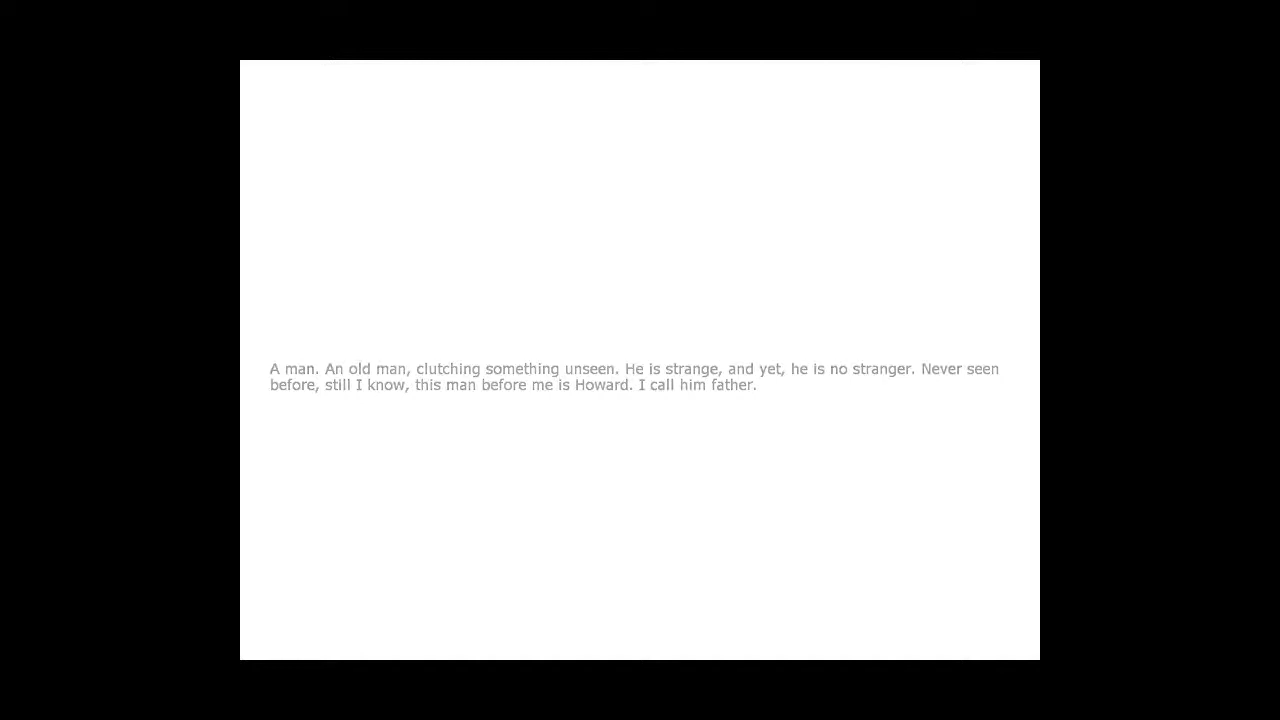 A man. An old man, clutching something unseen. He is strange, and yet, he is no stranger. Never seen
before, still I know, this man before me is Howard. I call him father.